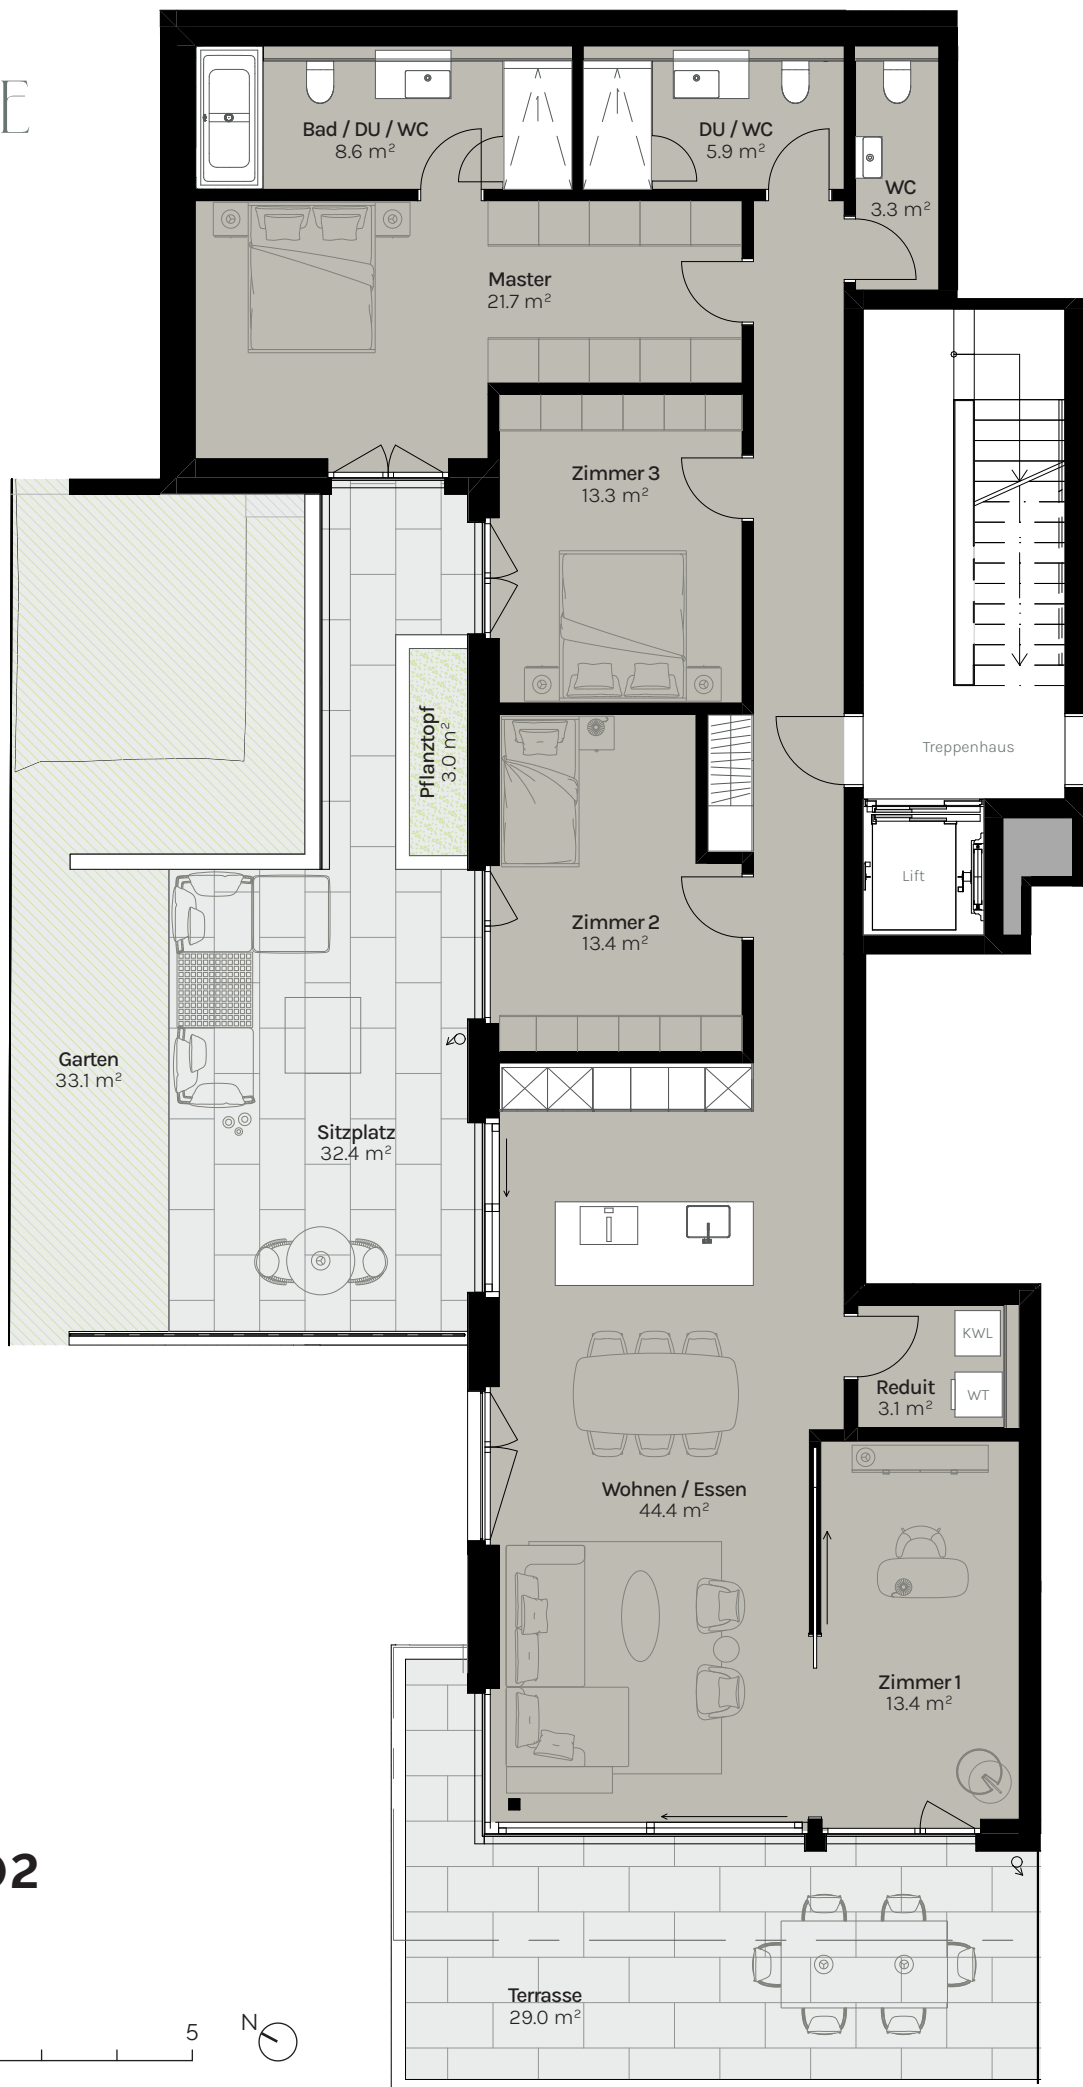 E
Bad / DU / WC
8.6 m²
DU / WC
5.9 m²
WC
3.3 m²
Master
21.7 m²
Zimmer 3
13.3 m²
Pflanztopf
3.0 m²
Treppenhaus
Lift
Zimmer 2
13.4 m²
Garten
33.1 m²
Sitzplatz
32.4 m²
KWL
Reduit
3.1 m²
WT
Wohnen / Essen
44.4 m²
Zimmer 1
13.4 m²
2
Terrasse
29.0 m²
5
N